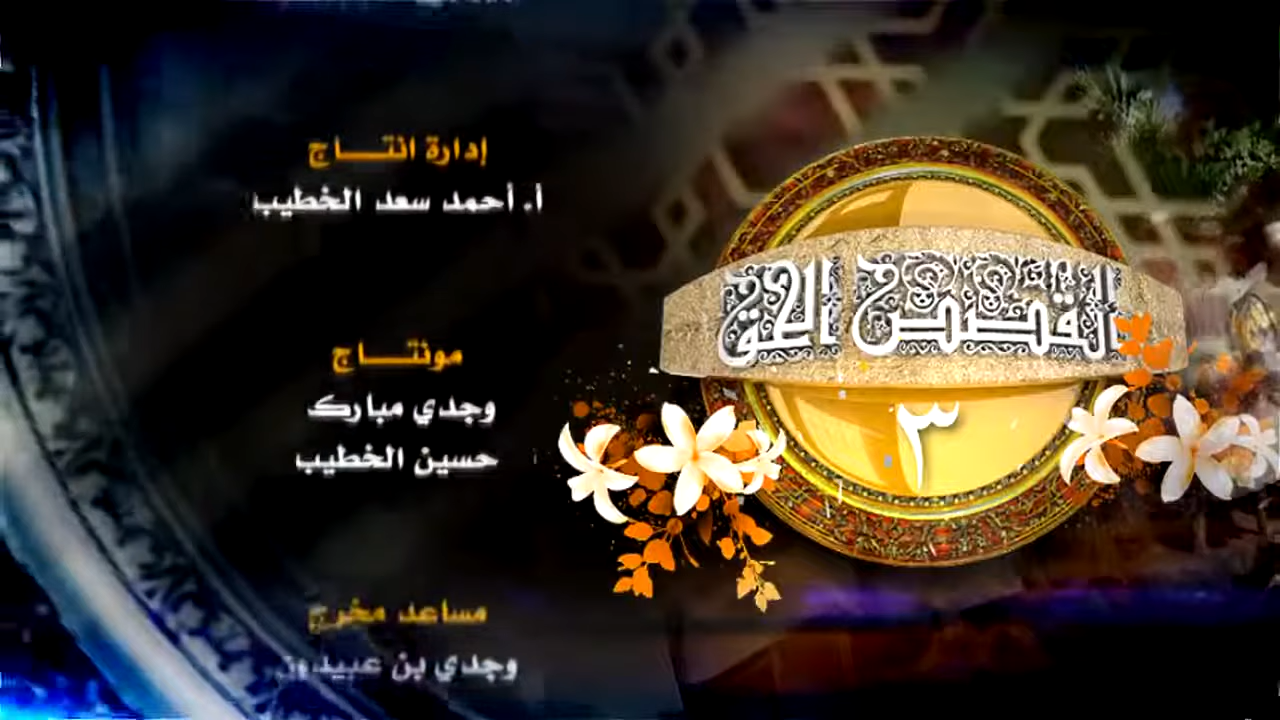 إدارة انتاج
أ. أحمد سعد الخطيب
مونتاج
وجدي مبارك
حسين الخطيب
مساعد مخرج
وجدي بن عبيدون
القصص الحق
٣